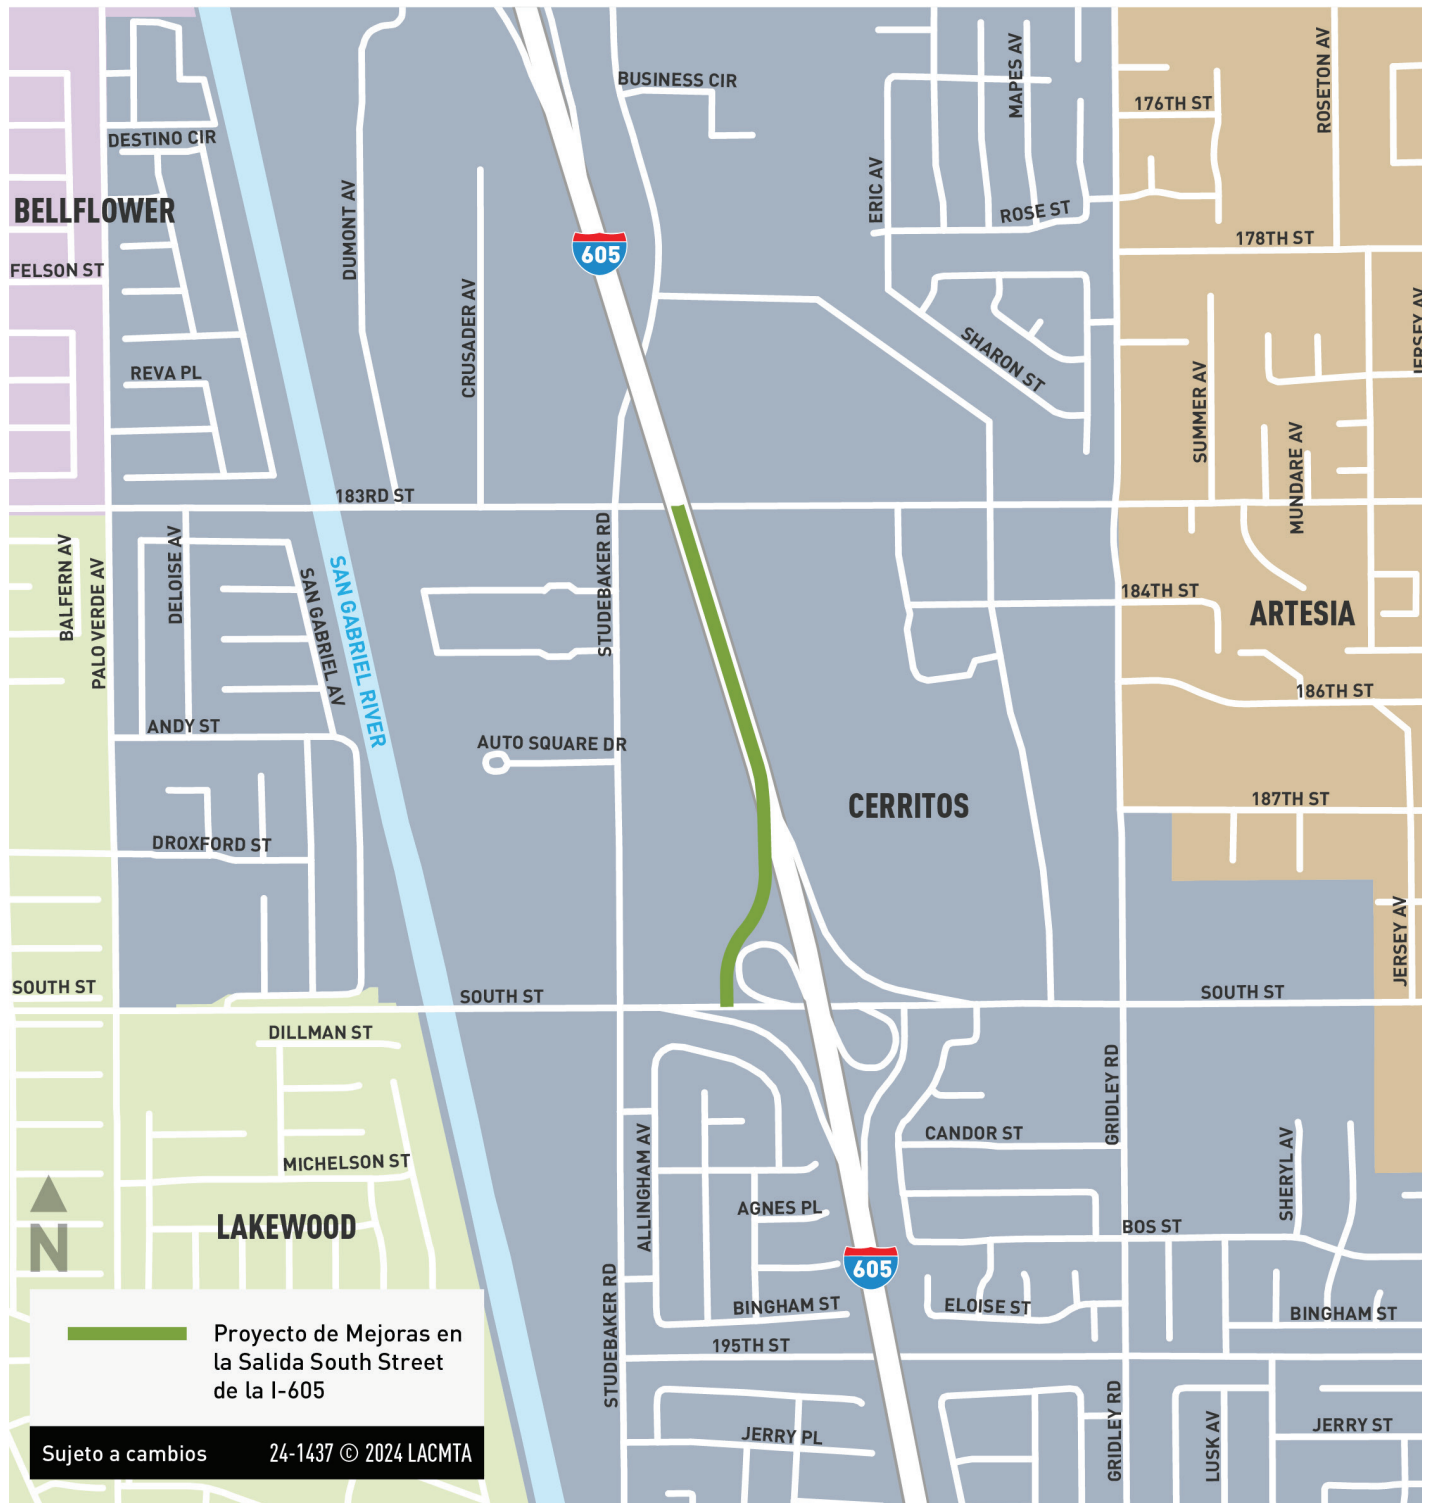 BUSINESS CIR
MAPES AV
ROSETON AV
176TH ST
DESTINO CIR
ERIC AV
DUMONT AV
BELLFLOWER
ROSE ST
178TH ST
605
FELSON ST
CRUSADER AV
JERSEY AV
SHARON ST
REVA PL
SUMMER AV
MUNDARE AV
183RD ST
STUDEBAKER RD
BALFERN AV
PALO VERDE AV
DELOISE AV
SAN GABRIEL AV
SAN GABRIEL RIVER
184TH ST
ARTESIA
186TH ST
ANDY ST
AUTO SQUARE DR
CERRITOS
187TH ST
DROXFORD ST
JERSEY AV
SOUTH ST
SOUTH ST
SOUTH ST
DILLMAN ST
GRIDLEY RD
CANDOR ST
MICHELSON ST
ALLINGHAM AV
SHERYL AV
AGNES PL
LAKEWOOD
BOS ST
N
605
STUDEBAKER RD
BINGHAM ST
ELOISE ST
BINGHAM ST
195TH ST
Proyecto de Mejoras en
la Salida South Street
de la I-605
GRIDLEY RD
LUSK AV
JERRY PL
JERRY ST
Sujeto a cambios 24-1437 © 2024 LACMTA